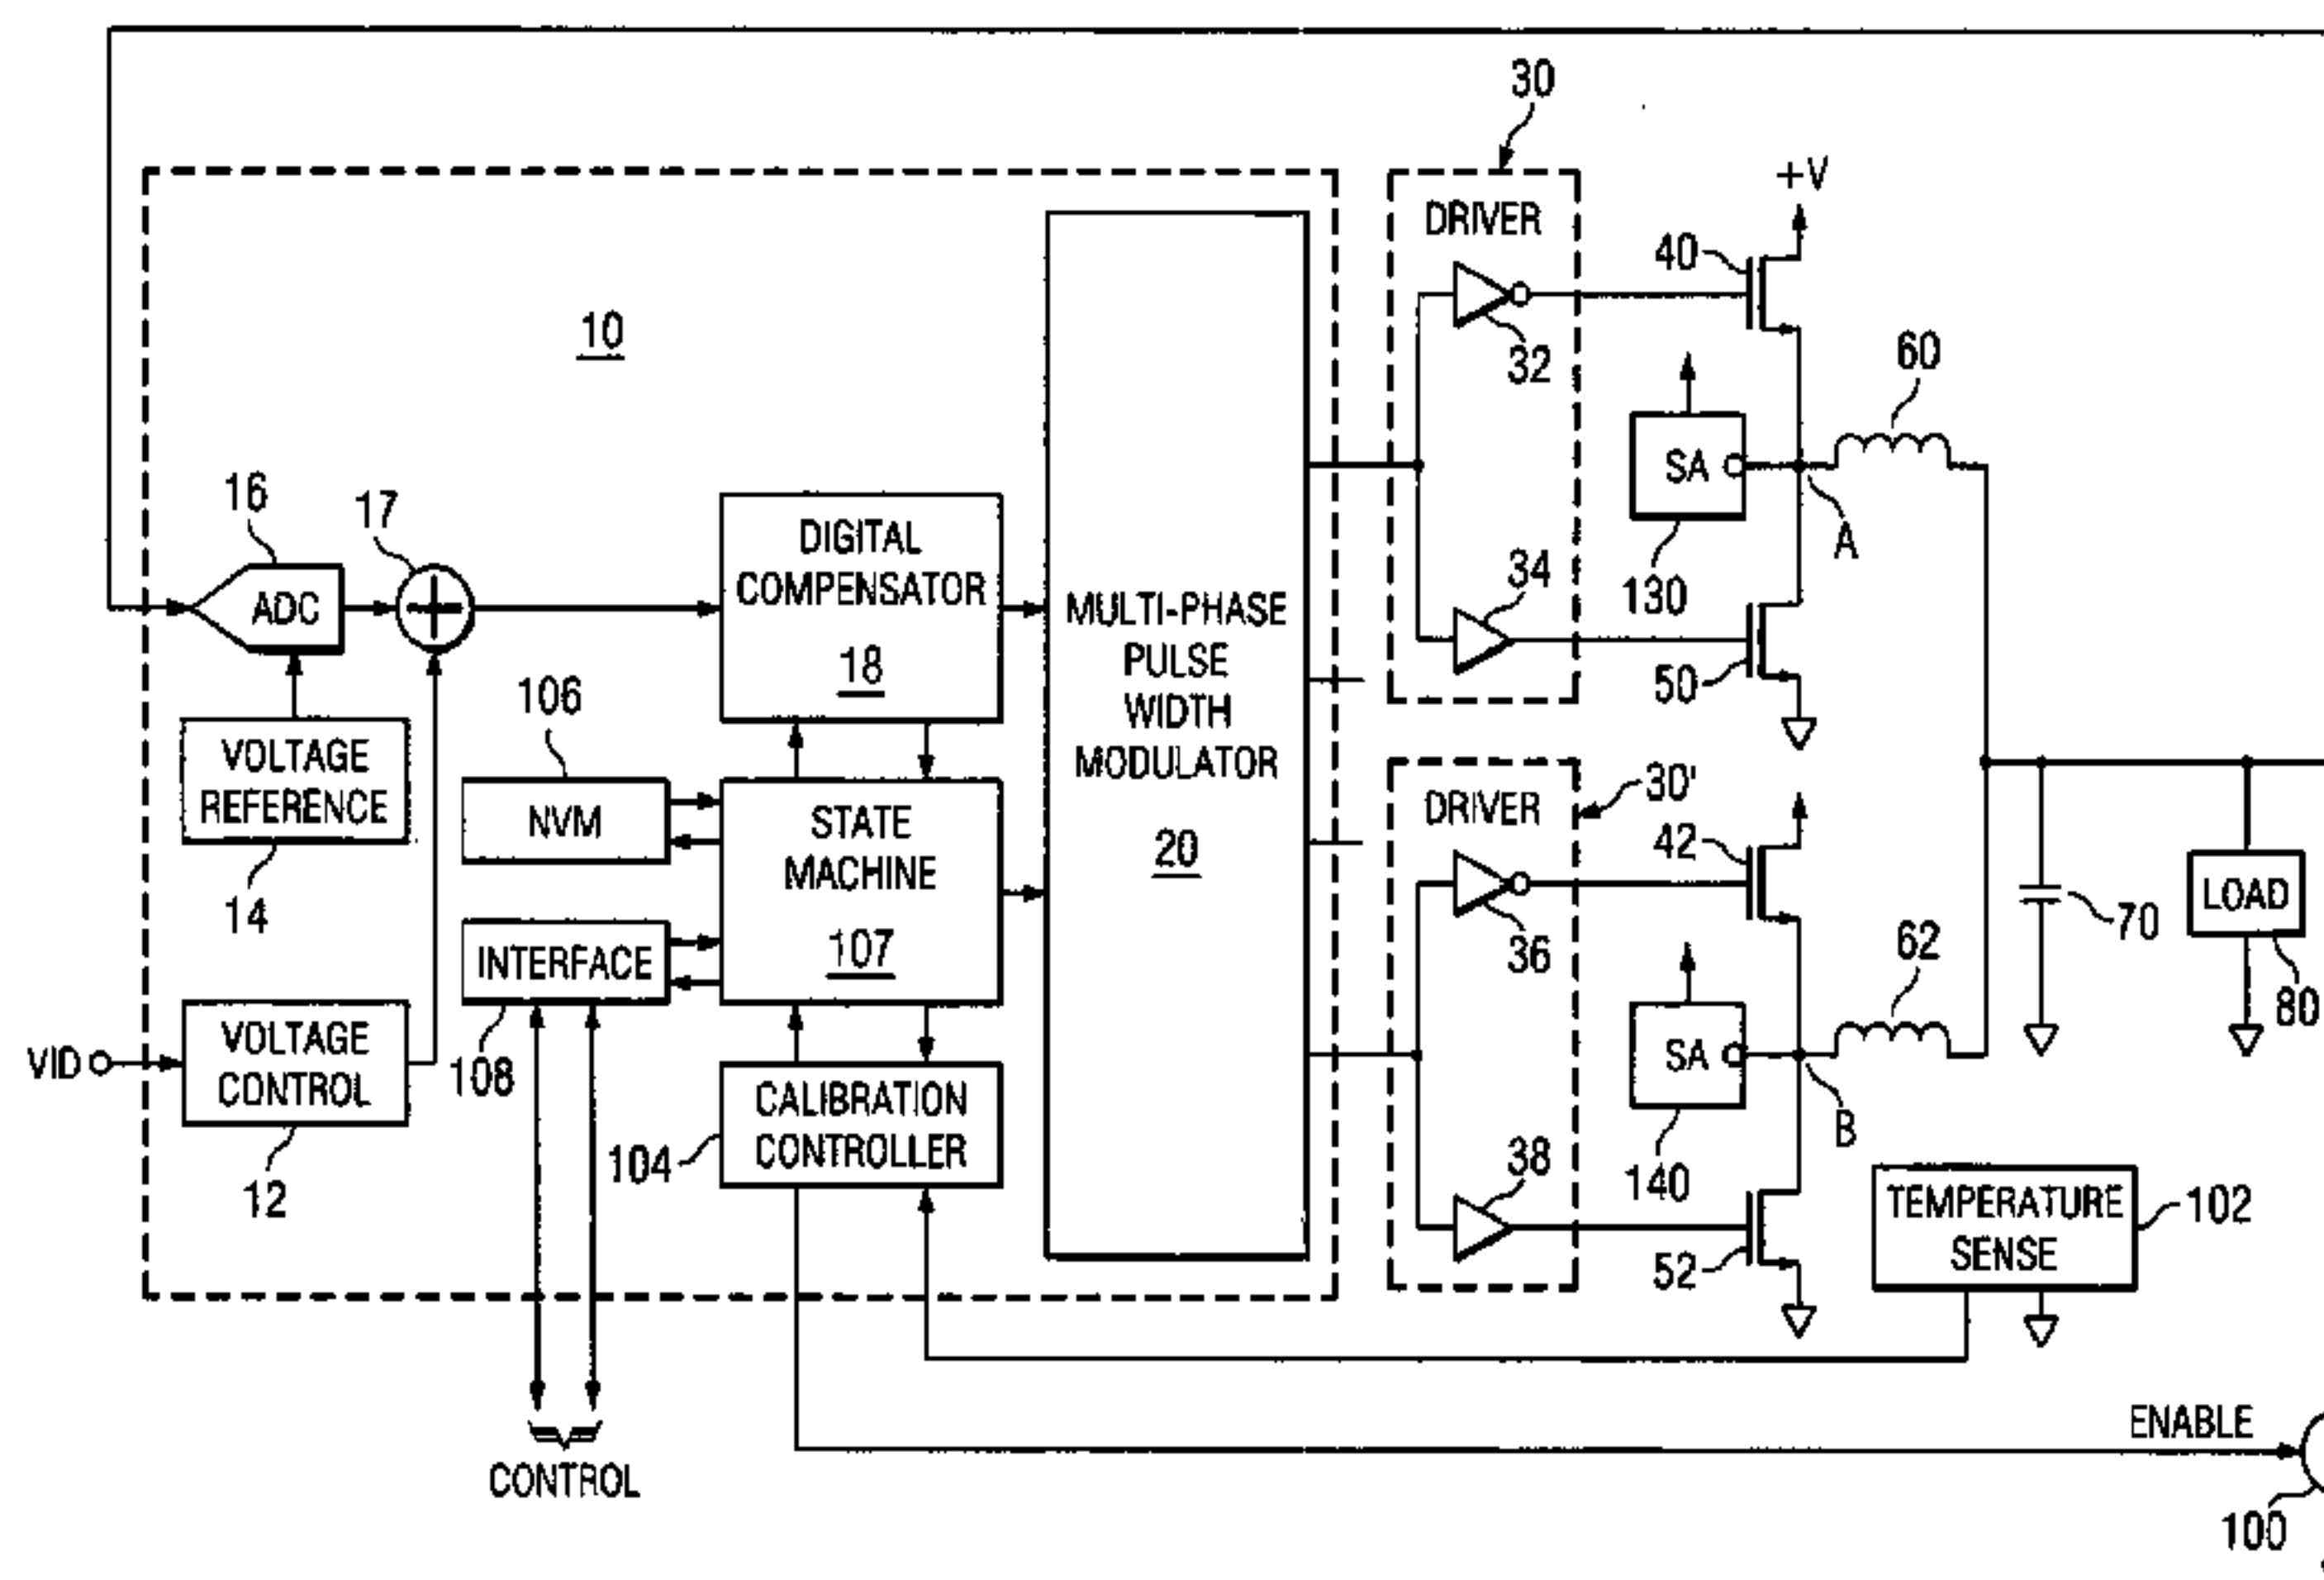 30
+V
DRIVER
40
10
32
60
SA
16
17
A
ADC
DIGITAL
COMPENSATOR
18
34
130
MULTI-PHASE
PULSE
WIDTH
MODULATOR
20
50
106
VOLTAGE
REFERENCE
14
NVM
STATE
MACHINE
107
DRIVER
30'
42
36
LOAD
70
80
INTERFACE
108
62
SA
VID
VOLTAGE
CONTROL
12
CALIBRATION
CONTROLLER
104
B
38
140
52
TEMPERATURE
SENSE
102
CONTROL
ENABLE
100